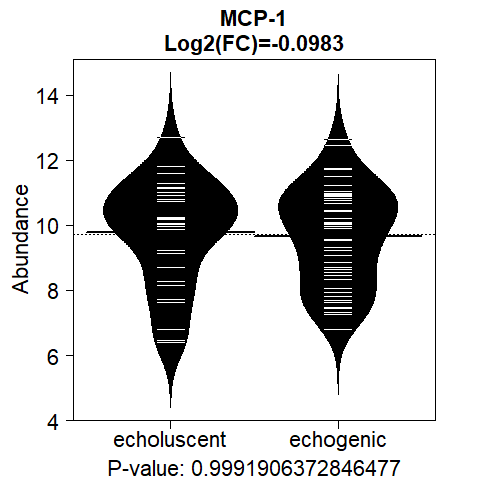 MCP-1
Log2(FC)=-0.0983
Abundance
14
12
10
8
6
4
echoluscent echogenic
P-value: 0.9991906372846477